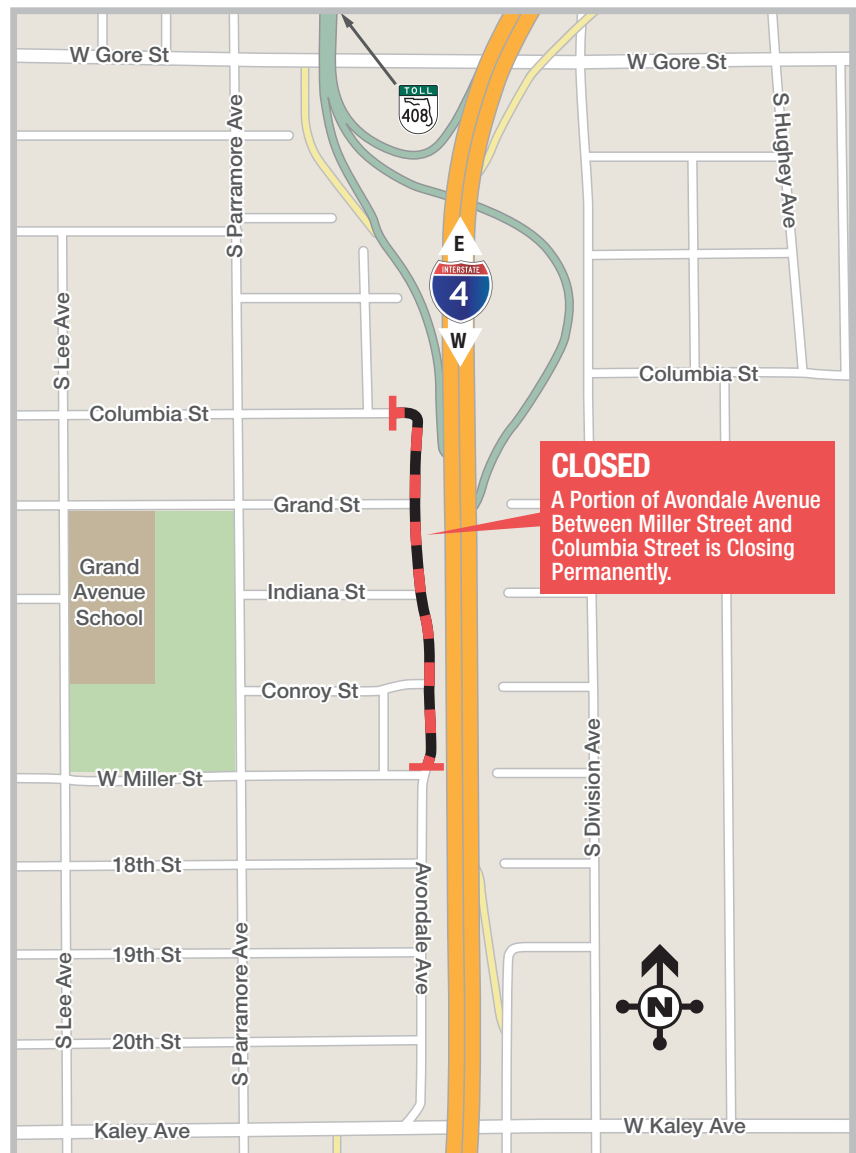 W Gore St
W Gore St
TOLL
408
S Parramore Ave
S Hughey Ave
E
INTERSTATE
4
W
S Lee Ave
Columbia St
Columbia St
CLOSED
A Portion of Avondale Avenue
Between Miller Street and
Columbia Street is Closing
Permanently.
Grand St
Grand
Avenue
School
Indiana St
Conroy St
W Miller St
S Division Ave
18th St
Avondale Ave
19th St
S Lee Ave
S Parramore Ave
N
20th St
Kaley Ave
W Kaley Ave